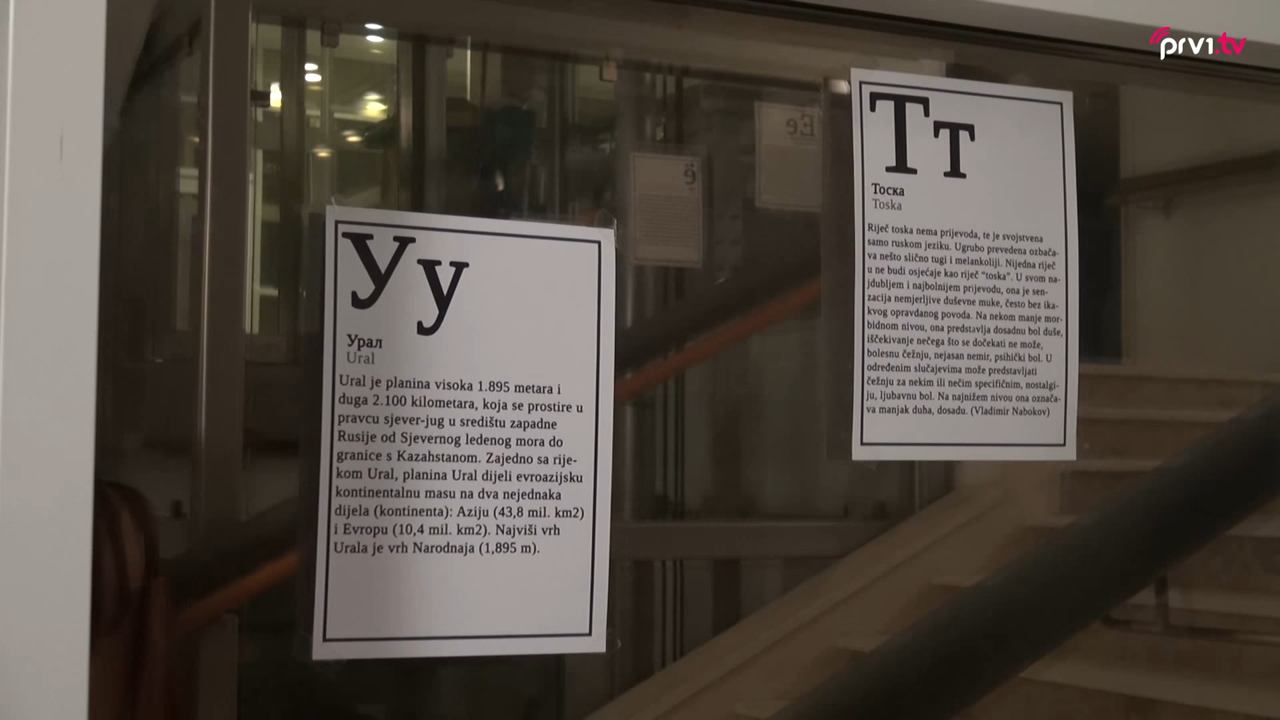 prv1.tv
Уу
Урал
Ural
Ural je planina visoka 1.895 metara i
duga 2.100 kilometara, koja se prostire u
pravcu sjever-jug u središtu zapadne
Rusije od Sjevernog ledenog mora do
granice s Kazahstanom. Zajedno sa rije-
kom Ural, planina Ural dijeli evroazijsku
kontinentalnu masu na dva nejednaka
dijela (kontinenta): Aziju (43,8 mil. km2)
i Evropu (10,4 mil. km2). Najviši vrh
Urala je vrh Narodnaja (1,895 m).
ё
Ее
Тт
Тоска
Toska
Riječ toska nema prijevoda, te je svojstvena
samo ruskom jeziku. Ugrubo prevedena ozbača-
va nešto slično tugi i melankoliji. Nijedna riječ
u ne budi osjećaje kao riječ "toska". U svom na-
jdubljem i najbolnijem prijevodu, ona je sen-
zacija nemjerljive duševne muke, često bez ika-
kvog opravdanog povoda. Na nekom manje mor-
bidnom nivou, ona predstavlja dosadnu bol duše,
iščekivanje nečega što se dočekati ne može,
bolesnu čežnju, nejasan nemir, psihički bol. U
određenim slučajevima može predstavljati
čežnju za nekim ili nečim specifičnim, nostalgi-
ju, ljubavnu bol. Na najnižem nivou ona označa-
va manjak duha, dosadu. (Vladimir Nabokov)